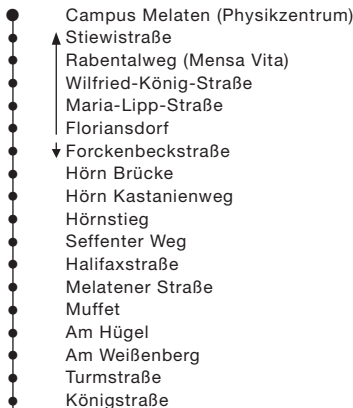 Campus Melaten (Physikzentrum)
Stiewistraße
Rabentalweg (Mensa Vita)
Wilfried-König-Straße
Maria-Lipp-Straße
Floriansdorf
Forckenbeckstraße
Hörn Brücke
Hörn Kastanienweg
Hörnstieg
Seffenter Weg
Halifaxstraße
Melatener Straße
Muffet
Am Hügel
Am Weißenberg
Turmstraße
Königstraße